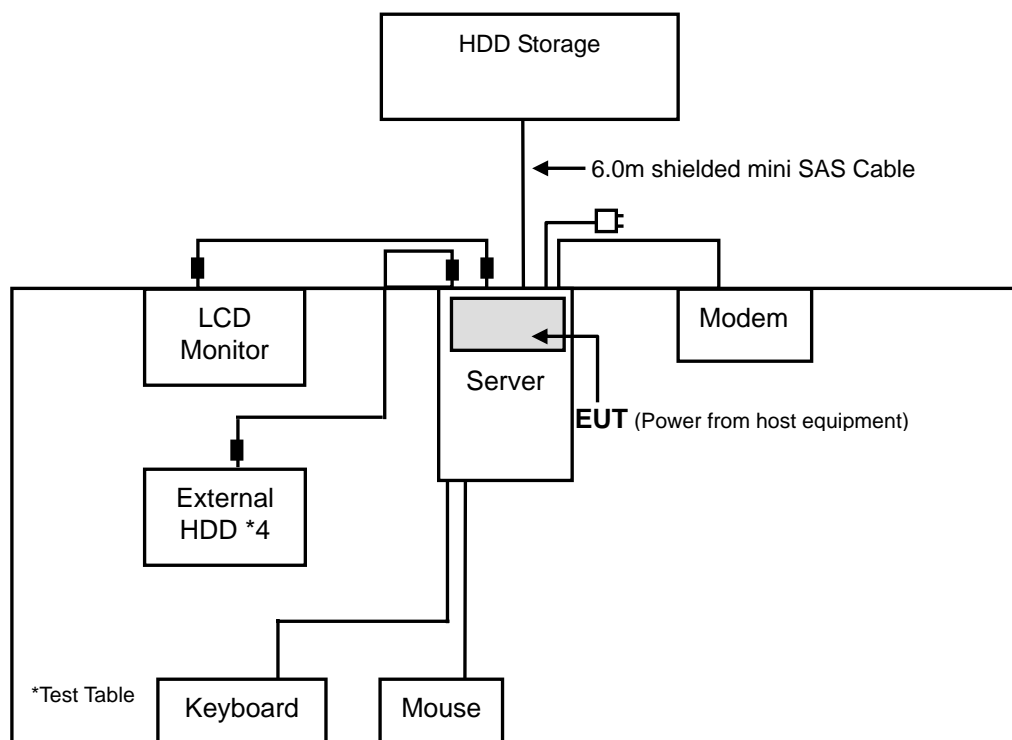 HDD Storage
6.0m shielded mini SAS Cable
LCD
Monitor
Modem
Server
EUT (Power from host equipment)
External
HDD *4
*Test Table
Keyboard
Mouse